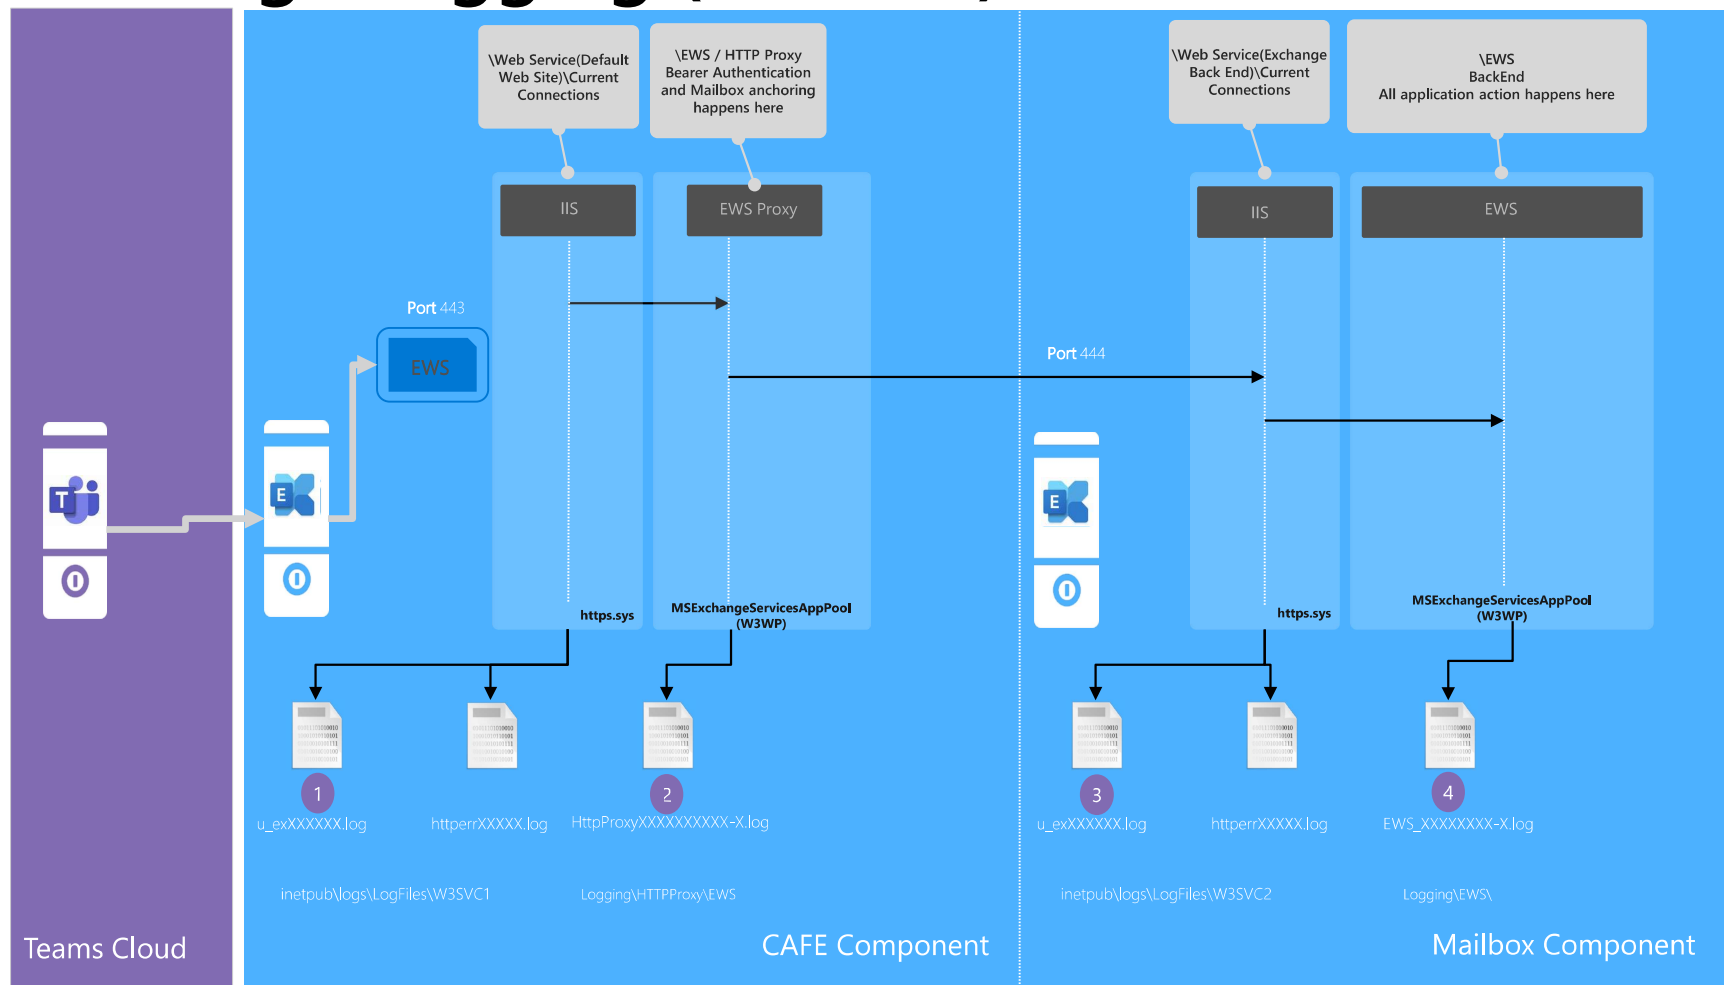 \Web Service(Default
Web Site)\Current
Connections
\EWS / HTTP Proxy
Bearer Authentication
and Mailbox anchoring
happens here
\Web Service(Exchange
Back End)\Current
Connections
\EWS
BackEnd
All application action happens here
IIS
EWS Proxy
IIS
EWS
Port 443
EWS
Port 444
T
E
E
https.sys
MSExchangeServicesAppPool
(W3WP)
https.sys
MSExchangeServicesAppPool
(W3WP)
1
2
3
4
u_exXXXXXX.log
httperrXXXXX.log
HttpProxyXXXXXXXXXX-X.log
u_exXXXXXX.log
httperrXXXXX.log
EWS_XXXXXXXX-X.log
inetpub\logs\LogFiles\W3SVC1
Logging\HTTPProxy\EWS
inetpub\logs\LogFiles\W3SVC2
Logging\EWS\
Teams Cloud
CAFE Component
Mailbox Component